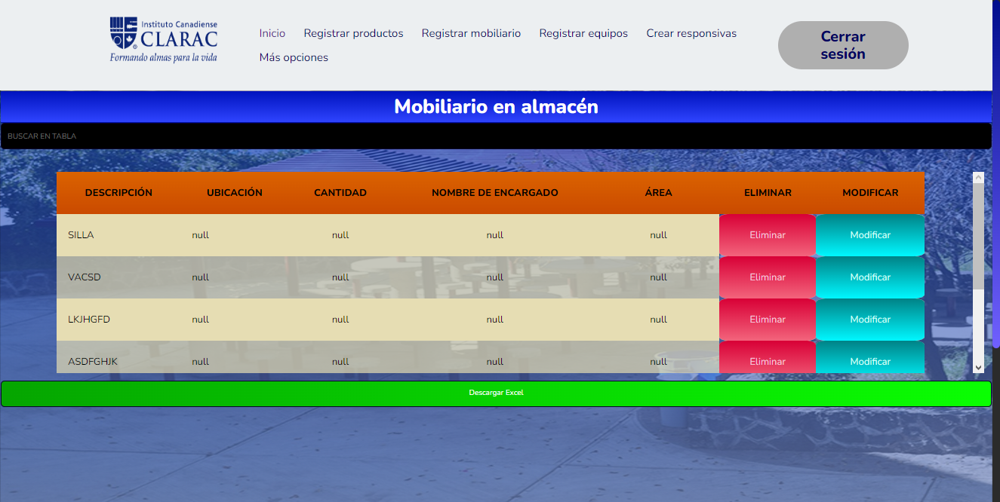 Instituto Canadiense
CLARAC
Formando almas para la vida
Inicio Registrar productos Registrar mobiliario Registrar equipos Crear responsivas
Más opciones
Cerrar
sesión
Mobiliario en almacén
BUSCAR EN TABLA
DESCRIPCIÓN UBICACIÓN CANTIDAD NOMBRE DE ENCARGADO ÁREA ELIMINAR MODIFICAR
SILLA null null null null Eliminar Modificar
VACSD null null null null Eliminar Modificar
LKJHGFD null null null null Eliminar Modificar
ASDFGHJK null null null null Eliminar Modificar
Descargar Excel